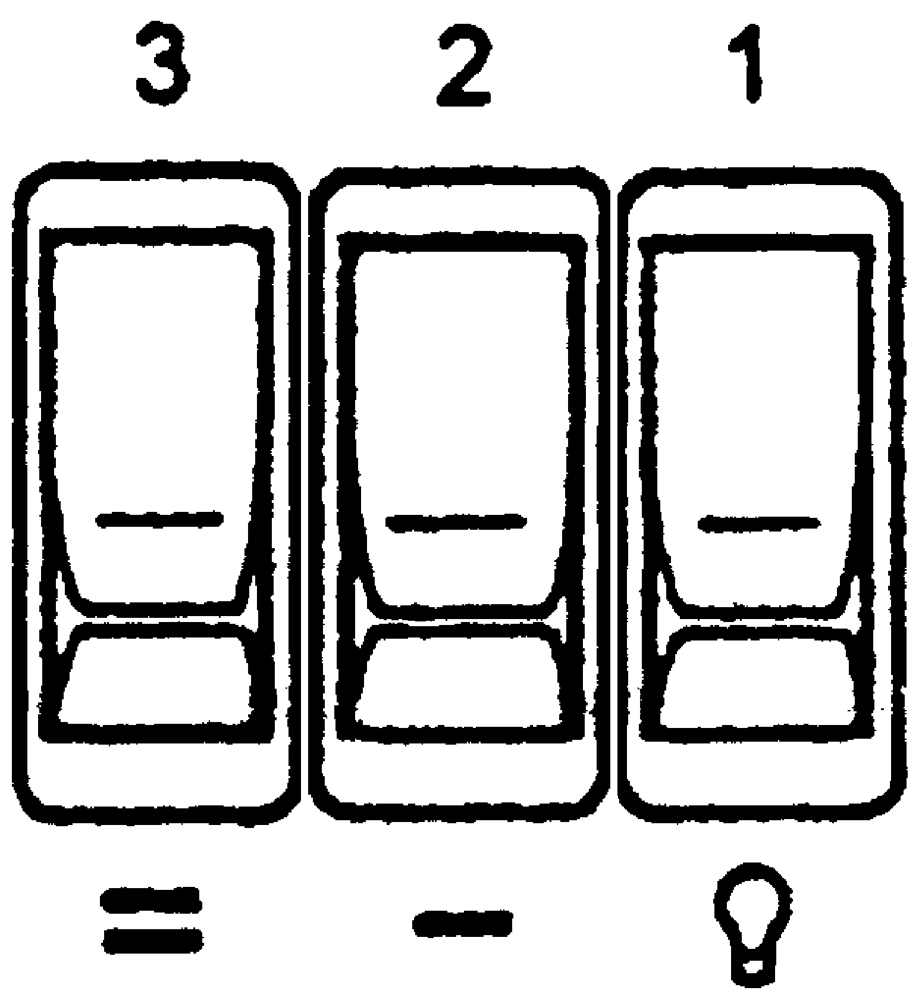 3 2 1
= -